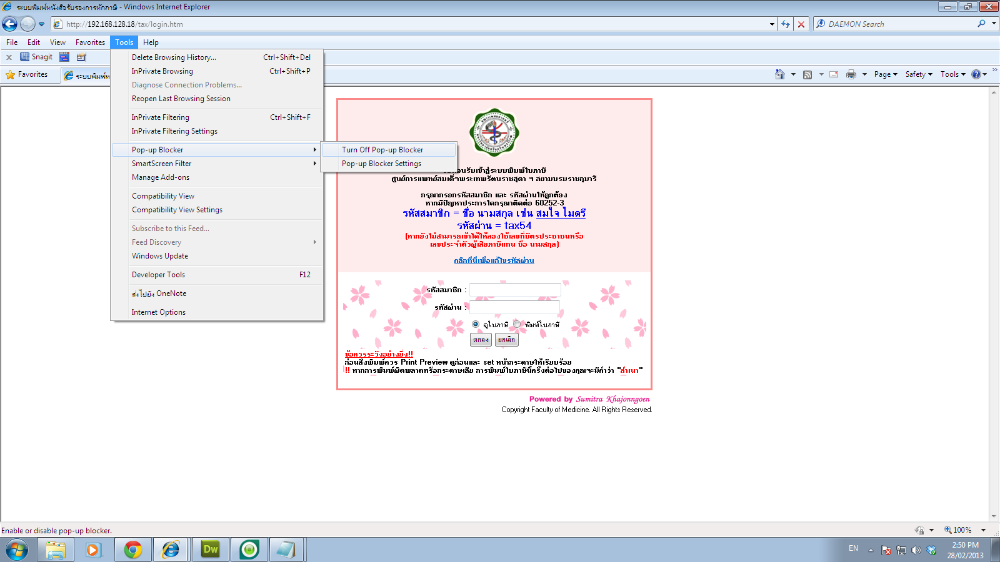 ระบบพิมพ์หนังสือรับรองการหักภาษี - Windows Internet Explorer
http://192.168.128.18/tax/login.htm
DAEMON Search
File Edit View Favorites Tools Help
x Snagit
Favorites ระบบพิมพ์ห
Page Safety Tools
Delete Browsing History... Ctrl+Shift+Del
InPrivate Browsing Ctrl+Shift+P
Diagnose Connection Problems...
Reopen Last Browsing Session
InPrivate Filtering Ctrl+Shift+F
InPrivate Filtering Settings
Pop-up Blocker
SmartScreen Filter
Manage Add-ons
Compatibility View
Compatibility View Settings
Subscribe to this Feed...
Feed Discovery
Windows Update
Developer Tools F12
ส่งไปยัง OneNote
Internet Options
Turn Off Pop-up Blocker
Pop-up Blocker Settings
นรับเข้าสู่ระบบพิมพ์ใบภาษี
ศูนย์การแพทย์สมเด็จพระเทพรัตนราชสุดา ฯ สยามบรมราชกุมารี
กรุณากรอกรหัสสมาชิก และ รหัสผ่านให้ถูกต้อง
หากมีปัญหาประการใดกรุณาติดต่อ 60252-3
รหัสสมาชิก = ชื่อ นามสกุล เช่น สมใจ ไมตรี
รหัสผ่าน = tax54
(หากยังไม่สามารถเข้าได้ให้ลองใช้เลขที่บัตรประชาชนหรือ
เลขประจำตัวผู้เสียภาษีแทน ชื่อ นามสกุล)
คลิกที่นี่เพื่อแก้ไขรหัสผ่าน
รหัสสมาชิก :
รหัสผ่าน :
ดูใบภาษี พิมพ์ใบภาษี
ตกลง ยกเลิก
ข้อควรระวังอย่างยิ่ง!!
ก่อนสั่งพิมพ์ควร Print Preview ดูก่อนและ set หน้ากระดาษให้เรียบร้อย
!! หากการพิมพ์ผิดพลาดหรือกระดาษเสีย การพิมพ์ใบภาษีนี้ครั้งต่อไปของคุณจะมีคำว่า "สำเนา"
Powered by Sumitra Khajonngoen
Copyright Faculty of Medicine. All Rights Reserved.
Enable or disable pop-up blocker.
100%
Dw
EN
2:50 PM
28/02/2013